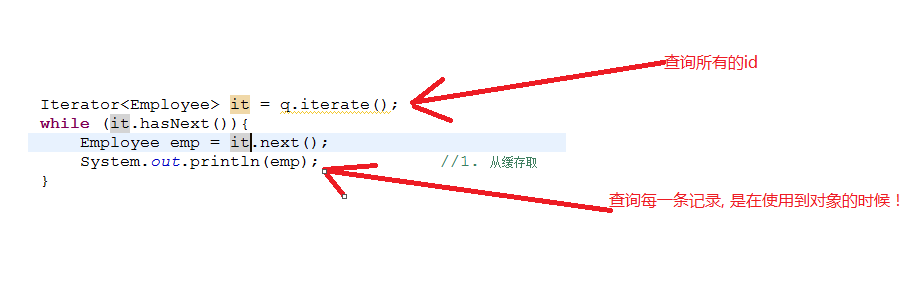 查询所有的id
Iterator<Employee> it = q.iterate();
while (it.hasNext()){
Employee emp = it.next();
System.out.println(emp); //1. 从缓存取
}
查询每一条记录, 是在使用到对象的时候！